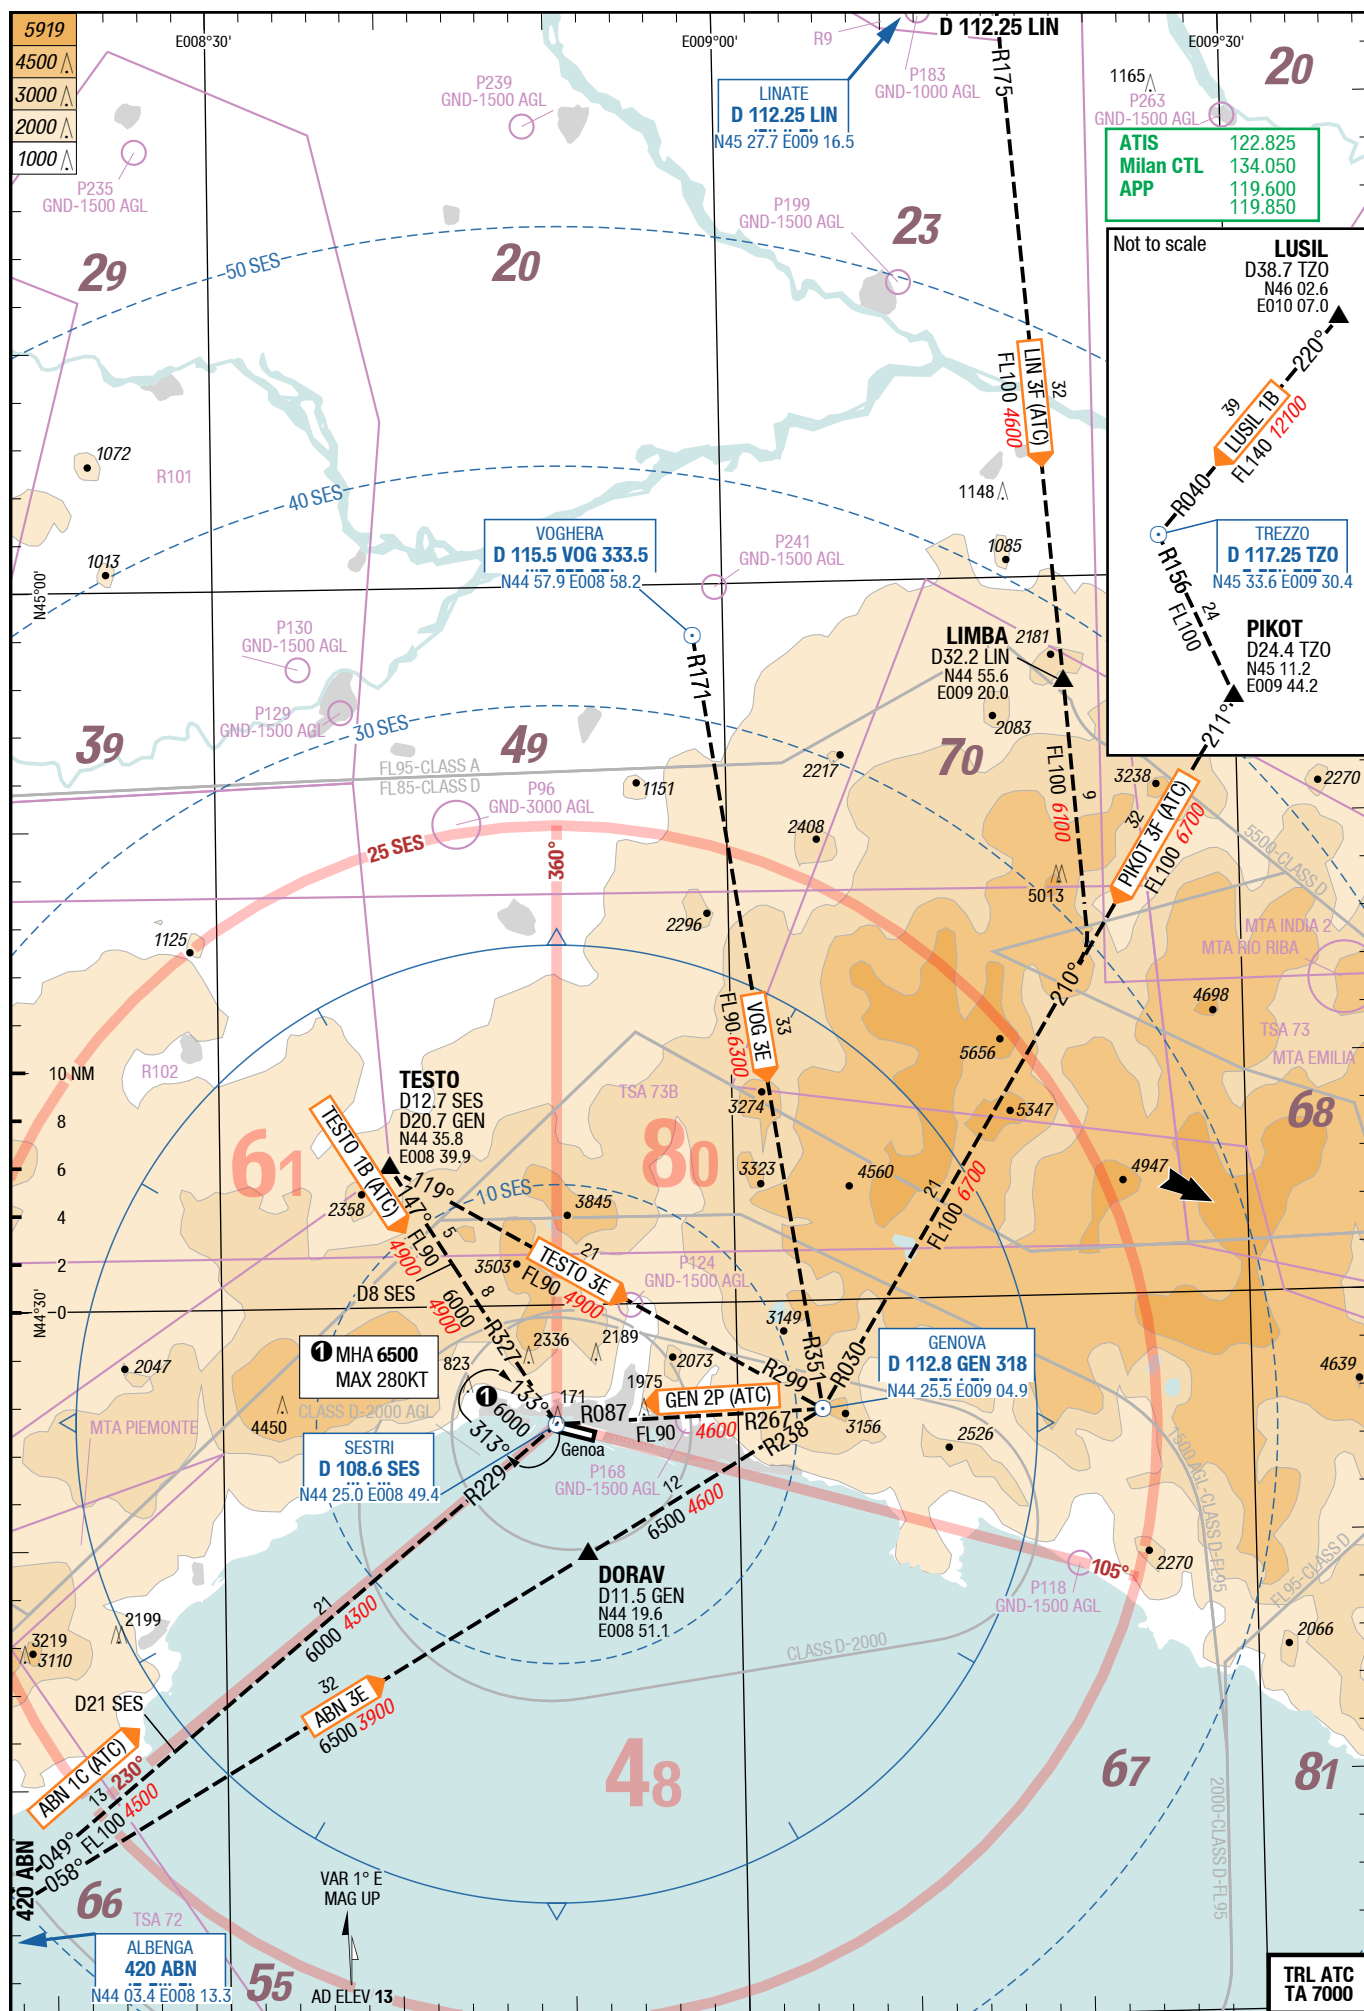 5919
4500
3000
2000
1000
E008°30'
E009°00'
E009°30'
D 112.25 LIN
R175
R9
P183
GND-1000 AGL
P239
GND-1500 AGL
LINATE
D 112.25 LIN
N45 27.7 E009 16.5
1165
P263
GND-1500 AGL
20
ATIS 122.825
Milan CTL 134.050
APP 119.600
119.850
P235
GND-1500 AGL
P199
GND-1500 AGL
29
20
23
50 SES
Not to scale
LUSIL
D38.7 TZO
N46 02.6
E010 07.0
220°
39
LUSIL 1B
FL140 12100
R040
TREZZO
D 117.25 TZO
N45 33.6 E009 30.4
R156
24
FL100
PIKOT
D24.4 TZO
N45 11.2
E009 44.2
211°
32
LIN 3F (ATC)
FL100 4600
1072
R101
40 SES
1148
1013
VOGHERA
D 115.5 VOG 333.5
N44 57.9 E008 58.2
P241
GND-1500 AGL
1085
N45°00'
P130
GND-1500 AGL
R171
LIMBA
D32.2 LIN
N44 55.6
E009 20.0
2181
2083
P129
GND-1500 AGL
30 SES
39
49
70
FL95-CLASS A
FL85-CLASS D
2217
FL100 6100
9
3238
2270
P96
GND-3000 AGL
1151
2408
32
PIKOT 3F (ATC)
FL100 6700
5500-CLASS D
25 SES
360°
5013
2296
1125
MTA INDIA 2
MTA RIO RIBA
210°
4698
33
VOG 3E
FL90 6300
5656
TSA 73
MTA EMILIA
10 NM
8
6
4
2
0
R102
TESTO
D12.7 SES
D20.7 GEN
N44 35.8
E008 39.9
TSA 73B
3274
5347
68
61
80
TESTO 1B (ATC)
119°
147°
10 SES
3323
4560
4947
2358
5
FL90
4900
3845
21
FL100 6700
21
TESTO 3E
FL90 4900
3503
P124
GND-1500 AGL
D8 SES
8
6000
4900
N44°30'
R327
2336
2189
3149
R357
R030
2047
1 MHA 6500
MAX 280KT
CLASS D-2000 AGL
823
2073
R299
GENOVA
D 112.8 GEN 318
N44 25.5 E009 04.9
4639
133°
1
6000
313°
171
1975
GEN 2P (ATC)
R087
R267
FL90 4600
R238
3156
MTA PIEMONTE
4450
Genoa
2526
SESTRI
D 108.6 SES
N44 25.0 E008 49.4
R229
P168
GND-1500 AGL
12
6500 4600
1500 AGL-CLASS D-FL95
DORAV
D11.5 GEN
N44 19.6
E008 51.1
105°
2270
P118
GND-1500 AGL
FL95-CLASS D
21
6000 4300
2199
3219
3110
2066
CLASS D-2000
D21 SES
32
ABN 3E
6500 3900
ABN 1C (ATC)
13
230°
FL100 4500
48
67
81
049°
058°
2000-CLASS D-FL95
420 ABN
VAR 1° E
MAG UP
66
TSA 72
ALBENGA
420 ABN
N44 03.4 E008 13.3
55
AD ELEV 13
TRL ATC
TA 7000